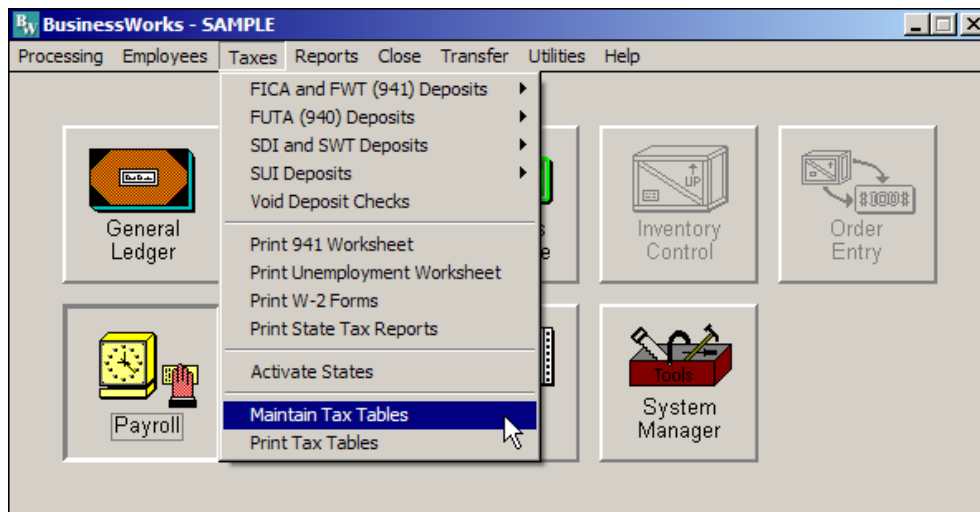 BW BusinessWorks - SAMPLE
Processing Employees Taxes Reports Close Transfer Utilities Help
FICA and FWT (941) Deposits
FUTA (940) Deposits
SDI and SWT Deposits
SUI Deposits
Void Deposit Checks
Print 941 Worksheet
Print Unemployment Worksheet
Print W-2 Forms
Print State Tax Reports
Activate States
Maintain Tax Tables
Print Tax Tables
General
Ledger
UP
Inventory
Control
Order
Entry
Payroll
Tools
System
Manager